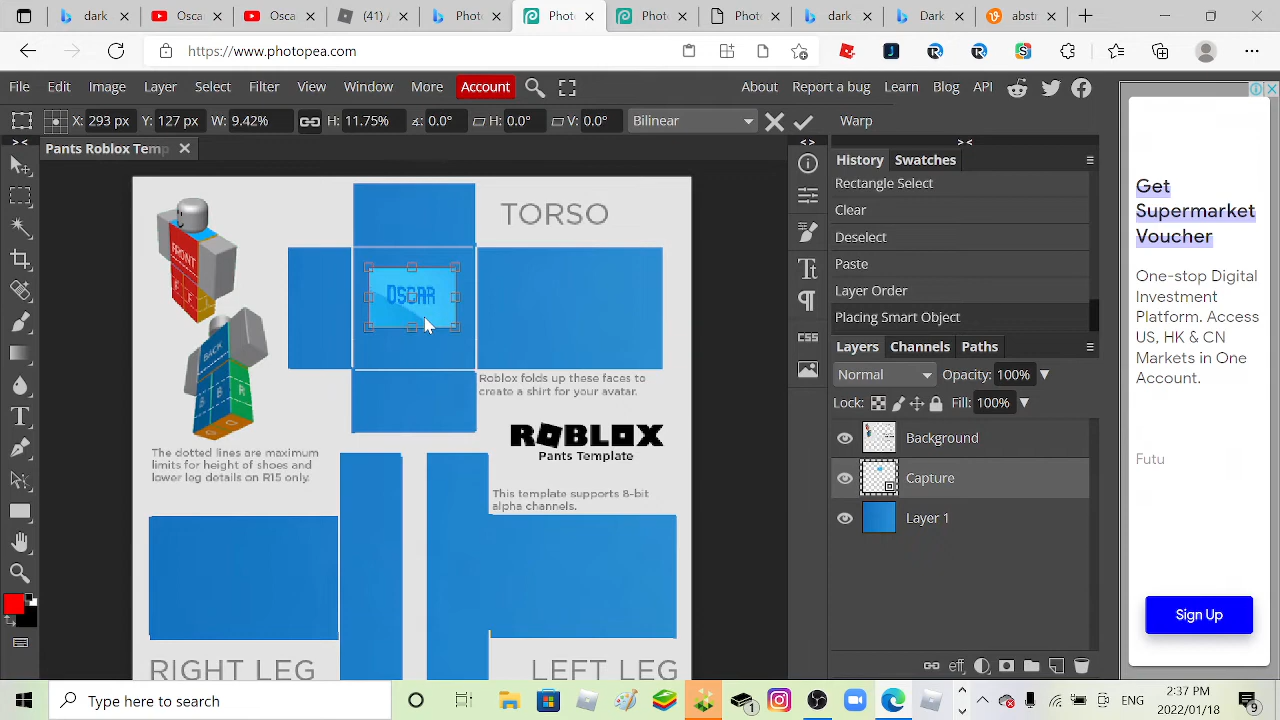 Phot
Phot
Phot
Phot
https://www.photopea.com
File Edit Image Layer Select Filter View Window More Account About Report Bug Learn Blog API
X: 293 px Y: 127 px W: 9.42% H: 11.75% ∡: 0.0° H: 0.0° V: 0.0° Bilinear Warp
Pants Roblox Temp
History Swatches
Rectangle Select
Clear
Deselect
Paste
Layer Order
Placing Smart Object
Layers Channels Paths
Normal Opacity: 100%
Lock: Fill: 100%
Background
Capture
Layer 1
TORSO
OSCAR
FRONT
BACK
Roblox folds up these faces to
create a shirt for your avatar.
ROBLOX
Pants Template
The dotted lines are maximum
limits for height of shoes and
lower leg details on R15 only.
This template supports 8-bit
alpha channels.
RIGHT LEG
LEFT LEG
Get
Supermarket
Voucher
One-stop Digital
Investment
Platform. Access
US, HK & CN
Markets in One
Account.
Futu
Sign Up
Type here to search
ENG
2:37 PM
2022/01/18